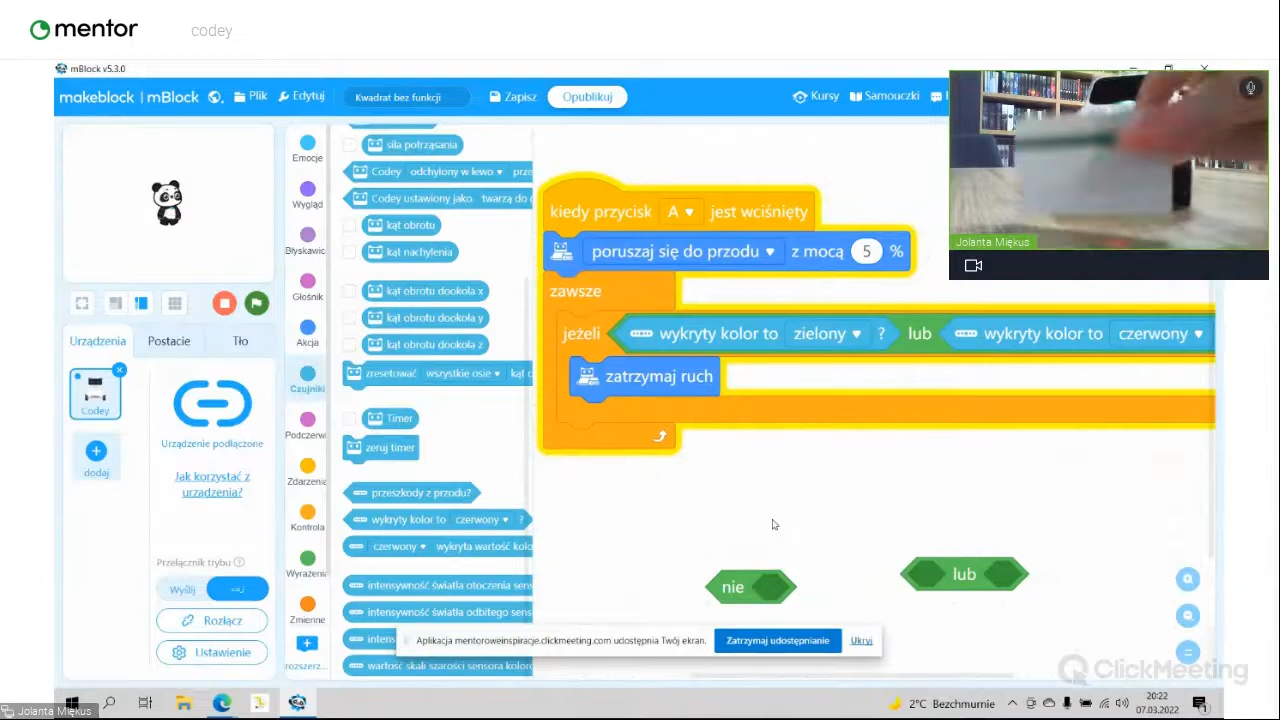 mentor
codey
mBlock v5.3.0
makeblock | mBlock
Plik
Edytuj
Kwadrat bez funkcji
Zapisz
Opublikuj
Kursy
Samouczki
Jolanta Miękus
Emocje
Wygląd
Błyskawic
Głośnik
Akcja
Czujniki
Podczerw
Zdarzenia
Kontrola
Wyrażenia
Zmienne
rozszerz...
siła potrząsania
Codey odchylony w lewo prze
Codey ustawiony jako twarzą do g
kąt obrotu
kąt nachylenia
kąt obrotu dookoła x
kąt obrotu dookoła y
kąt obrotu dookoła z
zresetować wszystkie osie kąt o
Timer
zeruj timer
przeszkody z przodu?
wykryty kolor to czerwony ?
czerwony wykryta wartość kolo
intensywność światła otoczenia sens
intensywność światła odbitego sens
intens
wartość skali szarości sensora koloro
kiedy przycisk A jest wciśnięty
poruszaj się do przodu z mocą 5 %
zawsze
jeżeli wykryty kolor to zielony ? lub wykryty kolor to czerwony
zatrzymaj ruch
nie
lub
Urządzenia
Postacie
Tło
Codey
dodaj
Urządzenie podłączone
Jak korzystać z
urządzenia?
Przełącznik trybu
Wyślij
Rozłącz
Ustawienie
Aplikacja mentoroweinspiracje.clickmeeting.com udostępnia Twój ekran.
Zatrzymaj udostępnianie
Ukryj
ClickMeeting
2°C Bezchmurnie
20:22
07.03.2022
Jolanta Miękus